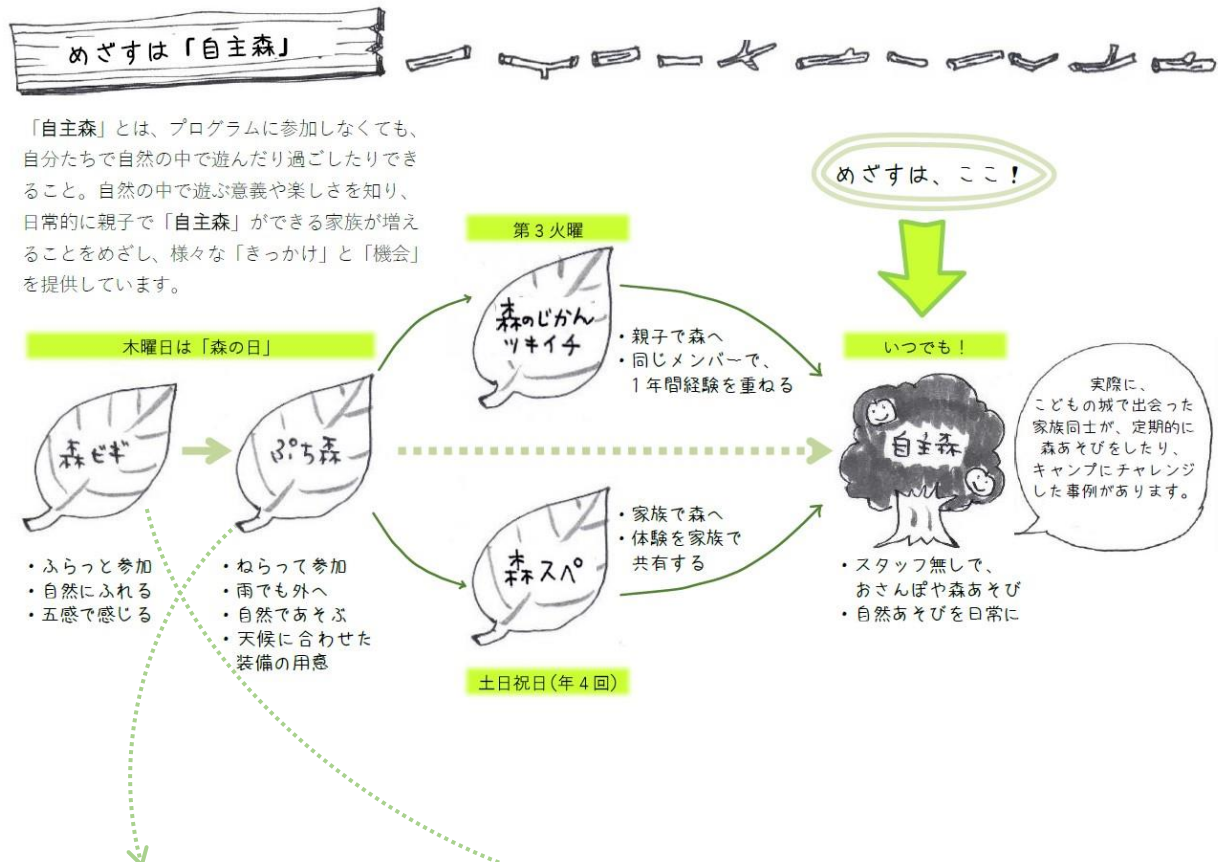 めざすは「自主森」
「自主森」とは、プログラムに参加しなくても、
自分たちで自然の中で遊んだり過ごしたりでき
ること。自然の中で遊ぶ意義や楽しさを知り、
日常的に親子で「自主森」ができる家族が増え
ることをめざし、様々な「きっかけ」と「機会」
を提供しています。
めざすは、ここ！
第3火曜
森のじかん
ツキイチ
・親子で森へ
・同じメンバーで、
1年間経験を重ねる
木曜日は「森の日」
森ビギ
・ふらっと参加
・自然にふれる
・五感で感じる
ぷち森
・ねらって参加
・雨でも外へ
・自然であそぶ
・天候に合わせた
装備の用意
森スペ
・家族で森へ
・体験を家族で
共有する
土日祝日(年4回)
いつでも！
自主森
・スタッフ無しで、
おさんぽや森あそび
・自然あそびを日常に
実際に、
こどもの城で出会った
家族同士が、定期的に
森あそびをしたり、
キャンプにチャレンジ
した事例があります。